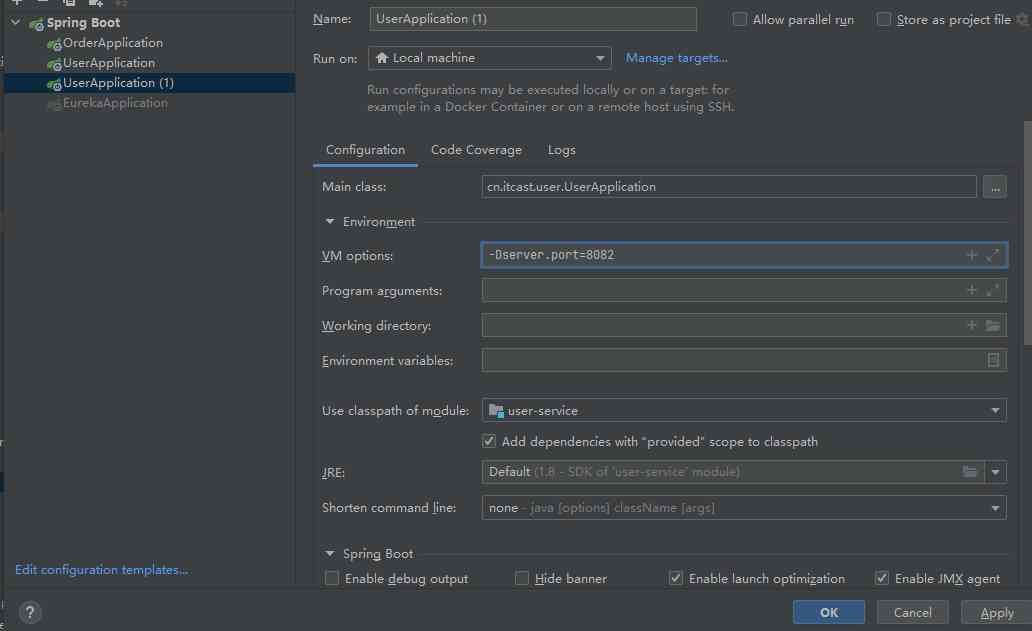 Spring Boot
OrderApplication
UserApplication
UserApplication (1)
EurekaApplication
Edit configuration templates...
Name: UserApplication (1) Allow parallel run Store as project file
Run on: Local machine Manage targets...
Run configurations may be executed locally or on a target: for
example in a Docker Container or on a remote host using SSH.
Configuration Code Coverage Logs
Main class: cn.itcast.user.UserApplication ...
Environment
VM options: -Dserver.port=8082
Program arguments:
Working directory:
Environment variables:
Use classpath of module: user-service
Add dependencies with "provided" scope to classpath
JRE: Default (1.8 - SDK of 'user-service' module)
Shorten command line: none - java [options] className [args]
Spring Boot
Enable debug output Hide banner Enable launch optimization Enable JMX agent
? OK Cancel Apply